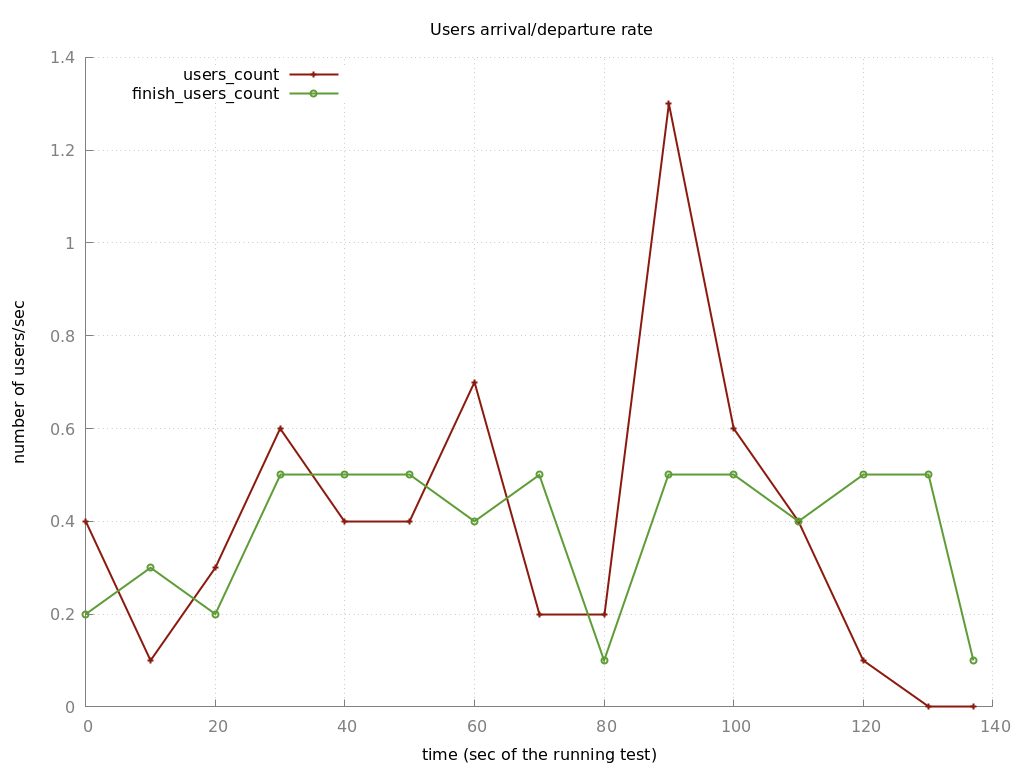 Users arrival/departure rate
users_count
finish_users_count
1.4
1.2
1
0.8
0.6
0.4
0.2
0
number of users/sec
0 20 40 60 80 100 120 140
time (sec of the running test)